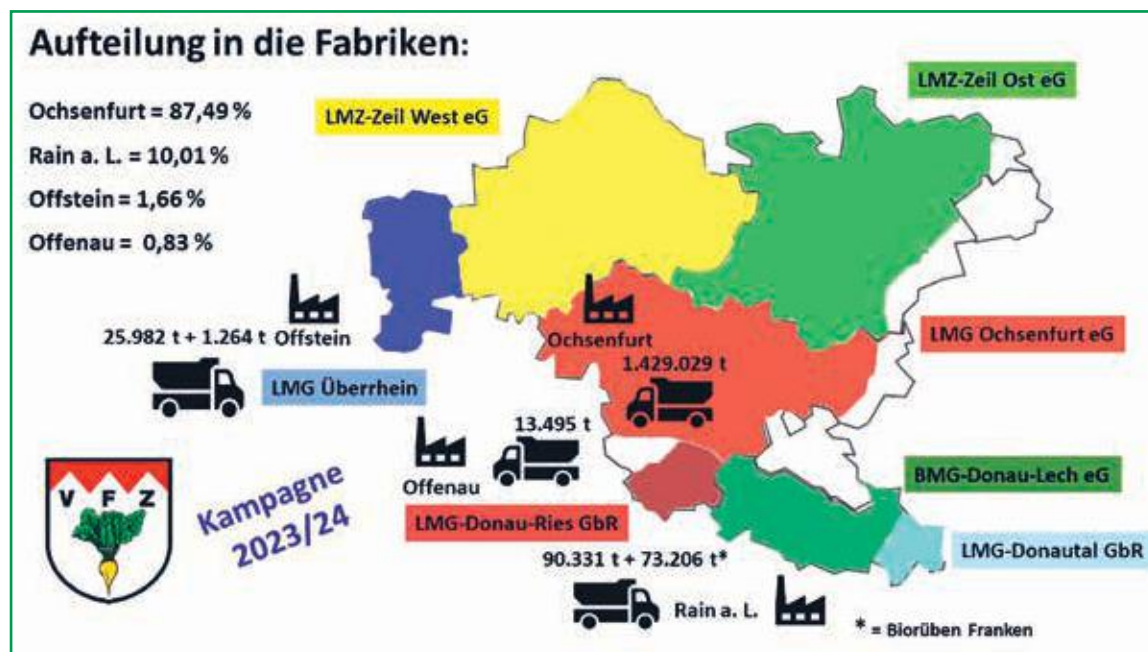 Aufteilung in die Fabriken:
Ochsenfurt = 87,49 %
Rain a. L. = 10,01 %
Offstein = 1,66 %
Offenau = 0,83 %
LMZ-Zeil West eG
LMZ-Zeil Ost eG
25.982 t + 1.264 t Offstein
LMG Überrhein
Ochsenfurt
1.429.029 t
LMG Ochsenfurt eG
13.495 t
Offenau
VFZ
Kampagne
2023/24
LMG-Donau-Ries GbR
BMG-Donau-Lech eG
LMG-Donautal GbR
90.331 t + 73.206 t*
Rain a. L.
* = Biorüben Franken